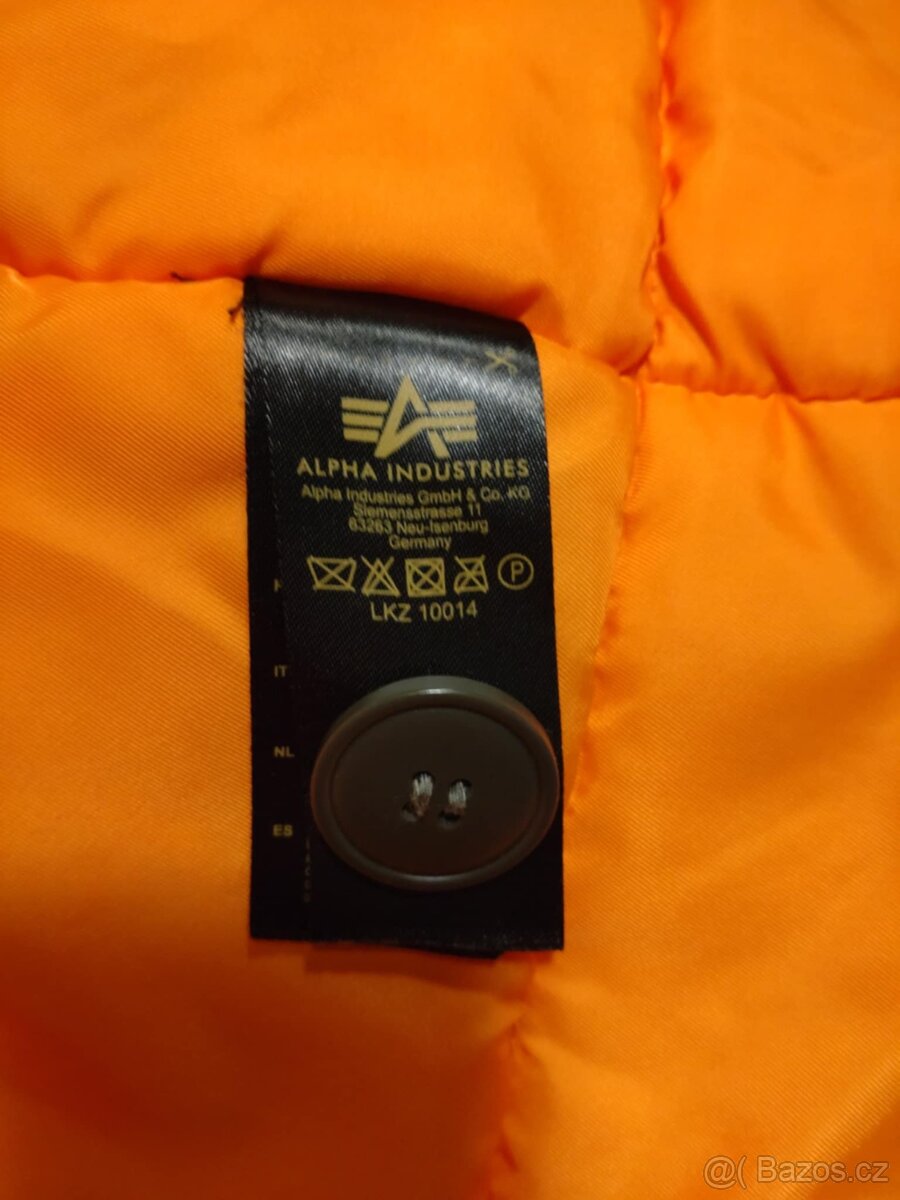 ALPHA INDUSTRIES
Alpha Industries GmbH & Co. KG
Siemensstrasse 11
63263 Neu-Isenburg
Germany
P
LKZ 10014
IT
NL
ES
@( Bazos.cz